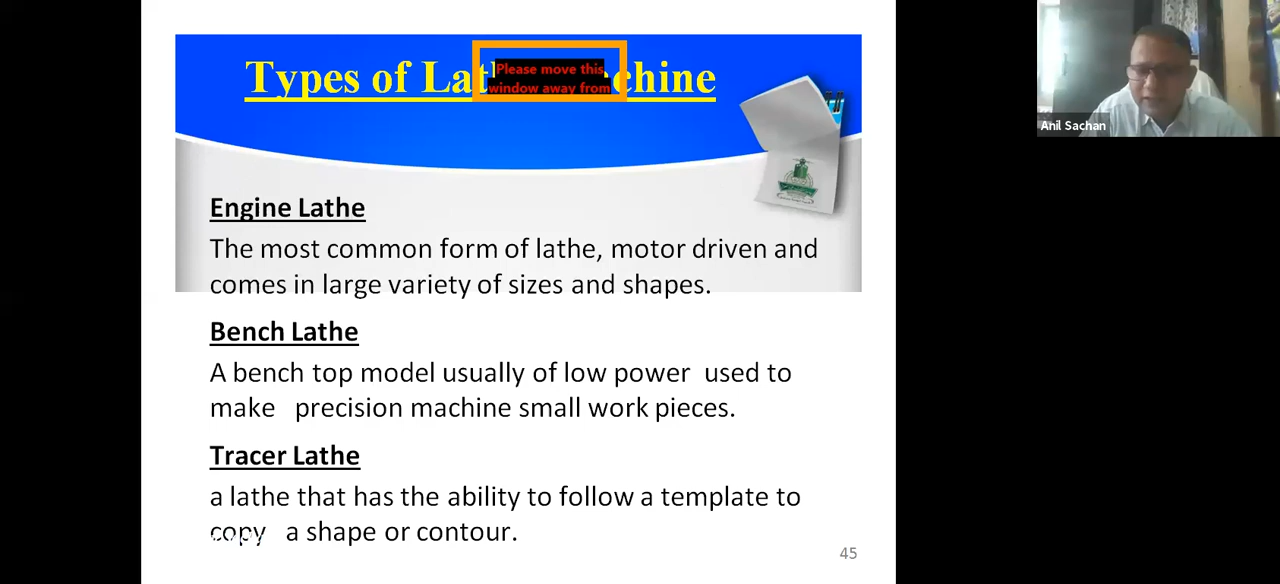 Types of Lat chine
Please move this
window away from
Anil Sachan
Engine Lathe
The most common form of lathe, motor driven and
comes in large variety of sizes and shapes.
Bench Lathe
A bench top model usually of low power used to
make precision machine small work pieces.
Tracer Lathe
a lathe that has the ability to follow a template to
copy a shape or contour.
45